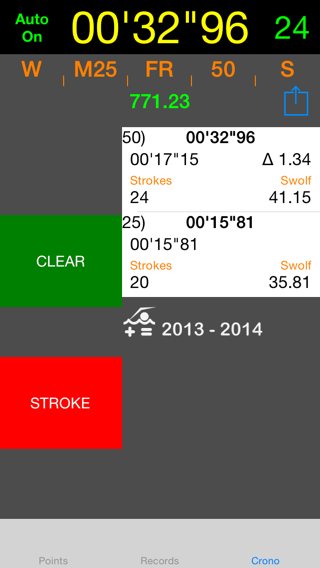 Auto On 00'32"96 24
W M25 FR 50 S
771.23
50) 00'32"96
00'17"15 Δ 1.34
Strokes Swolf
24 41.15
25) 00'15"81
00'15"81
Strokes Swolf
20 35.81
CLEAR
2013 - 2014
STROKE
Points Records Crono